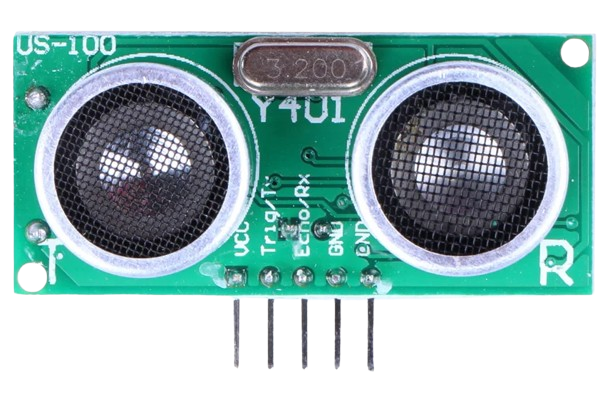 US-100
3.200
Y401
VCC
Trig/Tx
Echo/Rx
GND
GND
T
R